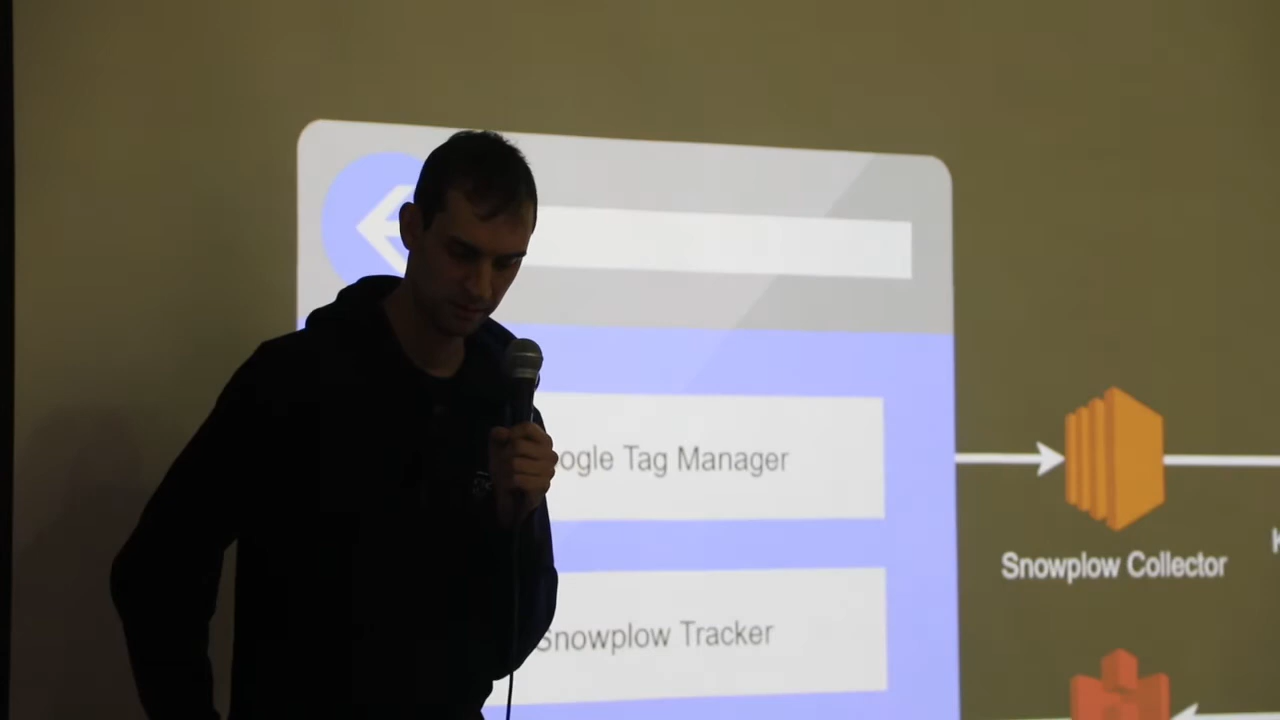 ogle Tag Manager
Snowplow Collector
K
Snowplow Tracker